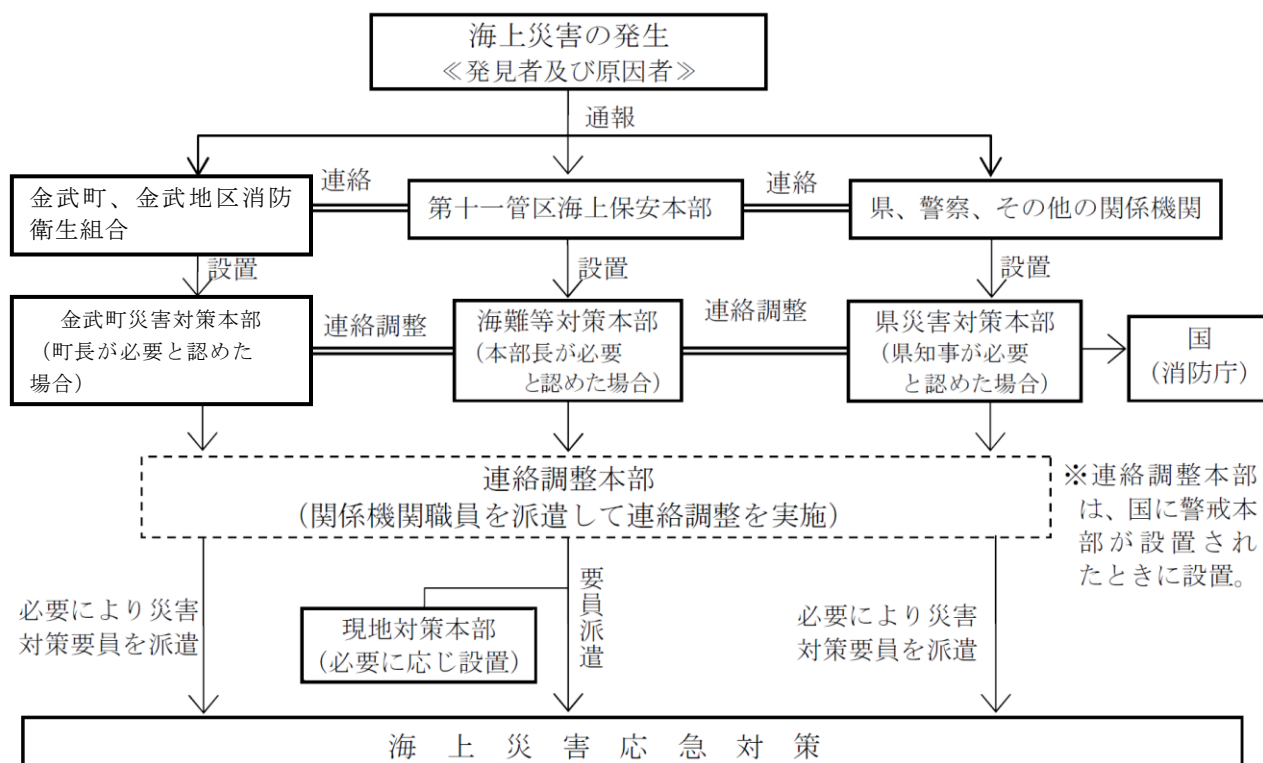 海上災害の発生
≪発見者及び原因者≫
通報
金武町、金武地区消防
衛生組合
連絡
第十一管区海上保安本部
連絡
県、警察、その他の関係機関
設置
設置
設置
金武町災害対策本部
（町長が必要と認めた
場合）
連絡調整
海難等対策本部
（本部長が必要
と認めた場合）
連絡調整
県災害対策本部
（県知事が必要
と認めた場合）
国
（消防庁）
連絡調整本部
（関係機関職員を派遣して連絡調整を実施）
※連絡調整本部
は、国に警戒本
部が設置され
たときに設置。
必要により災害
対策要員を派遣
現地対策本部
（必要に応じ設置）
要員派遣
必要により災害
対策要員を派遣
海上災害応急対策